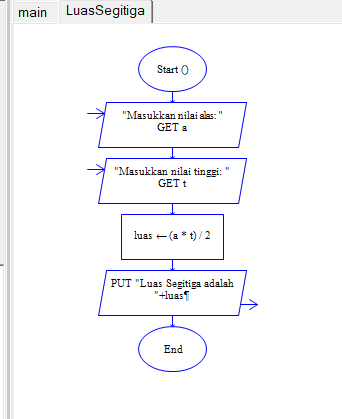 main
LuasSegitiga
Start ()
"Masukkan nilai alas: "
GET a
"Masukkan nilai tinggi: "
GET t
luas ← (a * t) / 2
PUT "Luas Segitiga adalah
"+luas¶
End